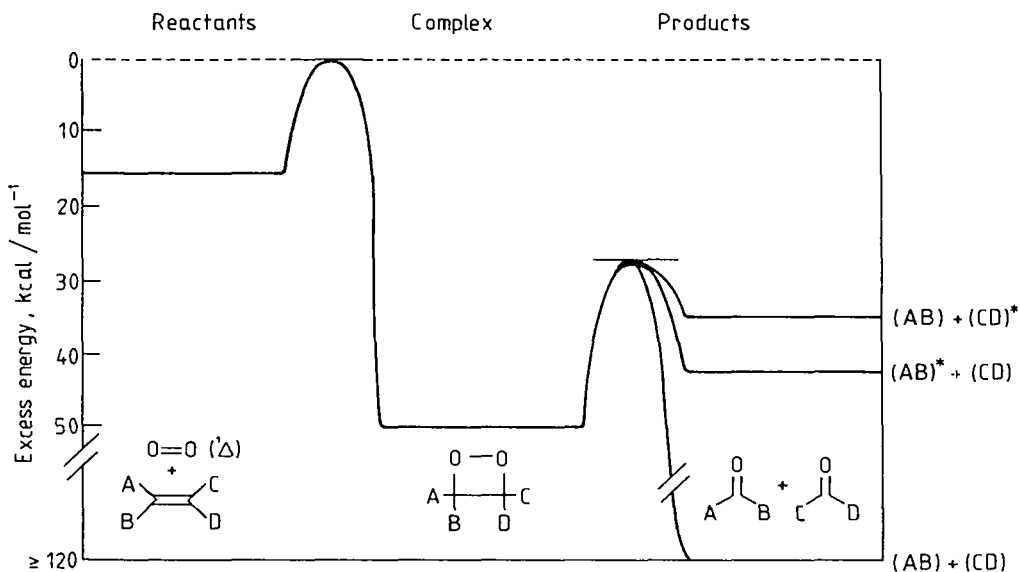 Reactants Complex Products
Excess energy, kcal/mol⁻¹
0
10
20
30
40
50
≥ 120
O=O (¹Δ)
+
A C
B D
O—O
A C
B D
O O
+
A B C D
(AB) + (CD)*
(AB)* + (CD)
(AB) + (CD)